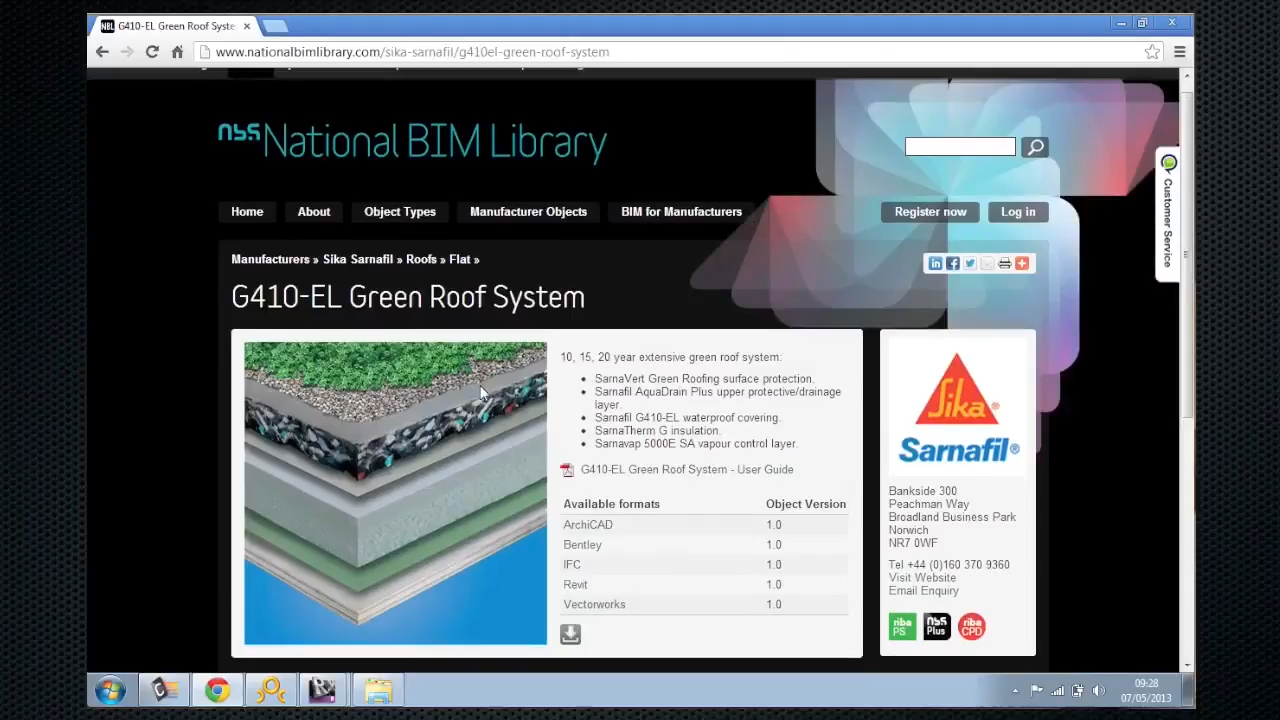 NBL G410-EL Green Roof Syste
www.nationalbimlibrary.com/sika-sarnafil/g410el-green-roof-system
nbs National BIM Library
Home About Object Types Manufacturer Objects BIM for Manufacturers Register now Log in
Customer Service
Manufacturers » Sika Sarnafil » Roofs » Flat »
G410-EL Green Roof System
10, 15, 20 year extensive green roof system:
• SarnaVert Green Roofing surface protection.
• Sarnafil AquaDrain Plus upper protective/drainage
layer.
• Sarnafil G410-EL waterproof covering.
• SarnaTherm G insulation.
• Sarnavap 5000E SA vapour control layer.
G410-EL Green Roof System - User Guide
Available formats Object Version
ArchiCAD 1.0
Bentley 1.0
IFC 1.0
Revit 1.0
Vectorworks 1.0
Sika®
Sarnafil®
Bankside 300
Peachman Way
Broadland Business Park
Norwich
NR7 0WF
Tel +44 (0)160 370 9360
Visit Website
Email Enquiry
riba PS
nbs Plus
riba CPD
09:28
07/05/2013